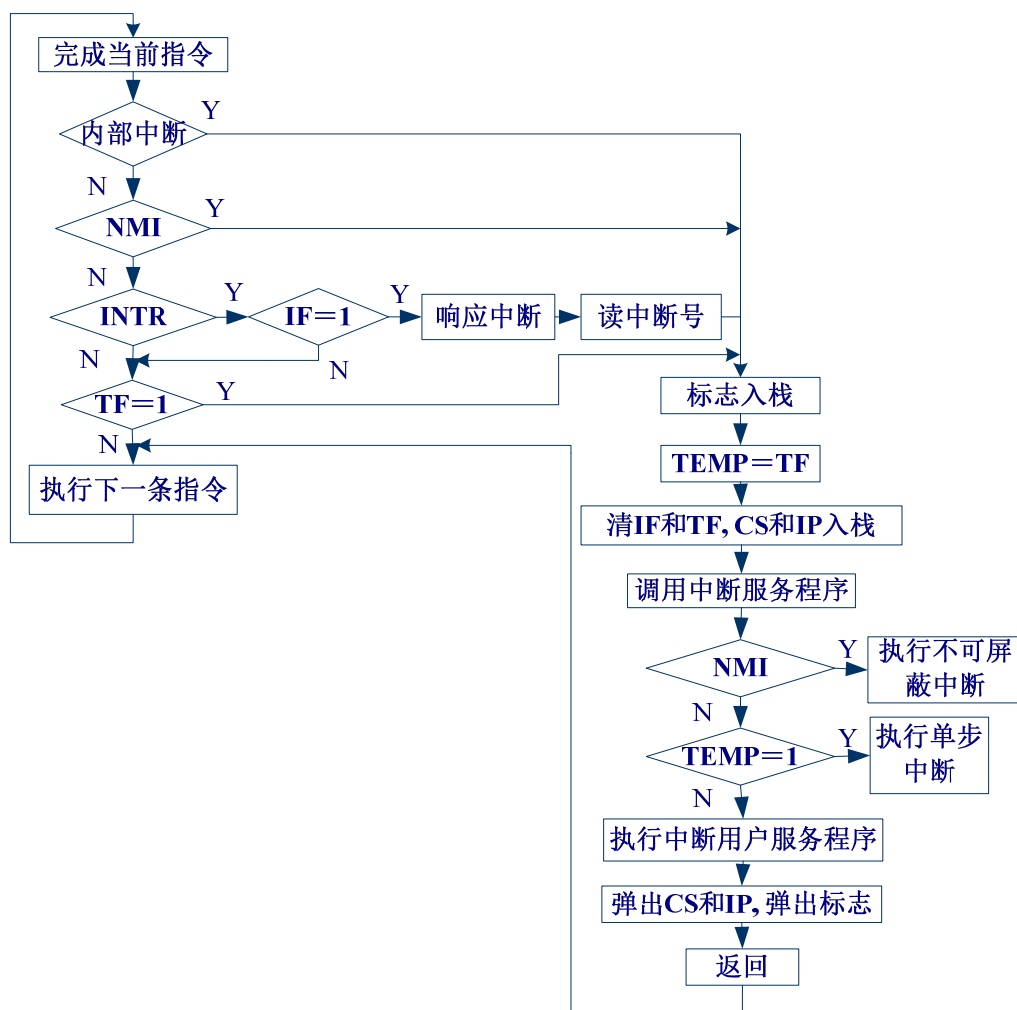 完成当前指令
Y
内部中断
N
Y
NMI
N
Y
Y
INTR
IF＝1
响应中断
读中断号
N
N
Y
TF＝1
标志入栈
N
TEMP＝TF
执行下一条指令
清IF和TF, CS和IP入栈
调用中断服务程序
Y
执行不可屏
蔽中断
NMI
N
Y
执行单步
中断
TEMP＝1
N
执行中断用户服务程序
弹出CS和IP, 弹出标志
返回